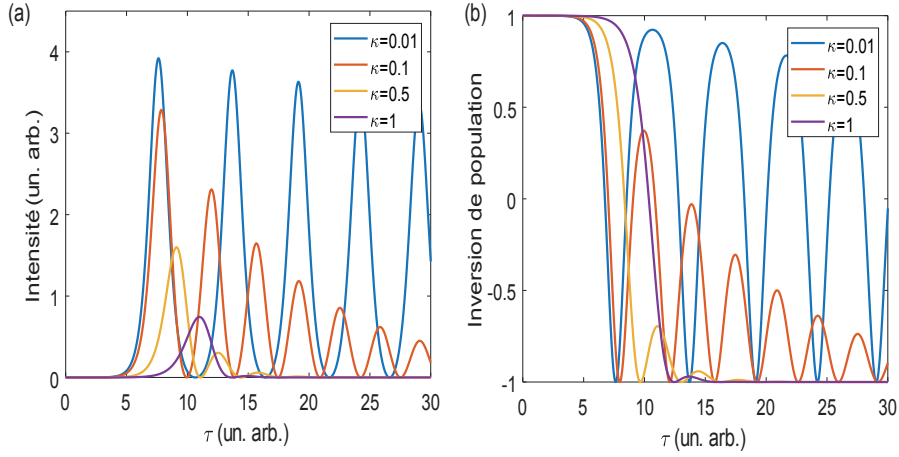 (a)
Intensité (un. arb.)
4
3
2
1
0
0 5 10 15 20 25 30
τ (un. arb.)
κ=0.01
κ=0.1
κ=0.5
κ=1
(b)
Inversion de population
1
0.5
0
-0.5
-1
0 5 10 15 20 25 30
τ (un. arb.)
κ=0.01
κ=0.1
κ=0.5
κ=1